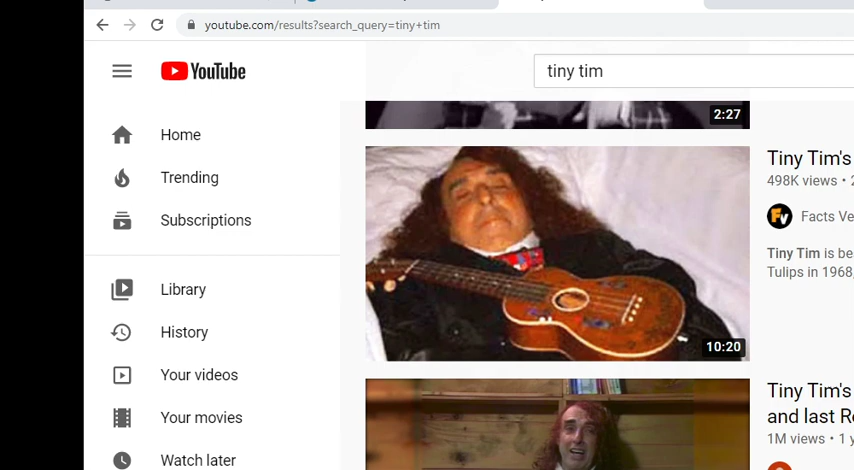 youtube.com/results?search_query=tiny+tim
YouTube
tiny tim
2:27
Home
Trending
Subscriptions
Library
History
Your videos
Your movies
Watch later
10:20
Tiny Tim's
498K views •
FV
Facts Ve
Tiny Tim is be
Tulips in 1968
Tiny Tim's
and last R
1M views • 1 y